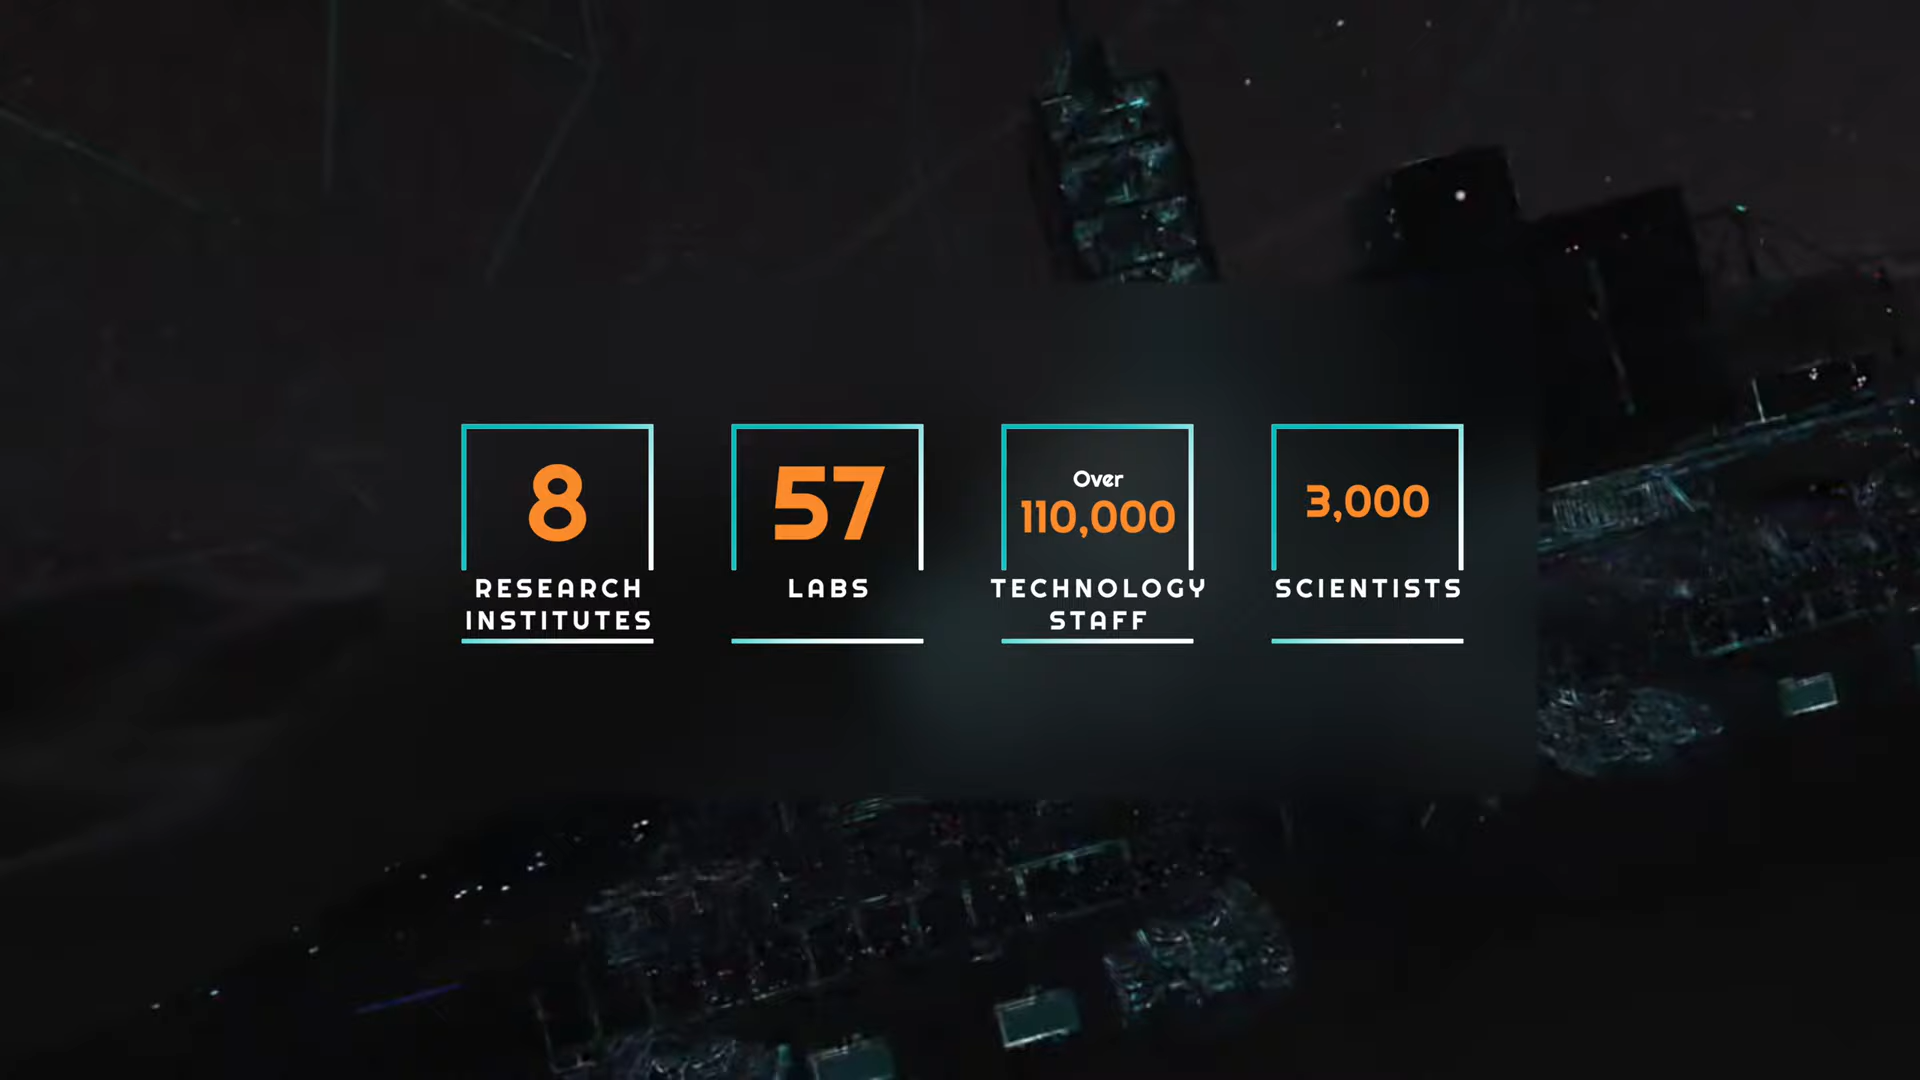 8
RESEARCH
INSTITUTES
57
LABS
Over
110,000
TECHNOLOGY
STAFF
3,000
SCIENTISTS